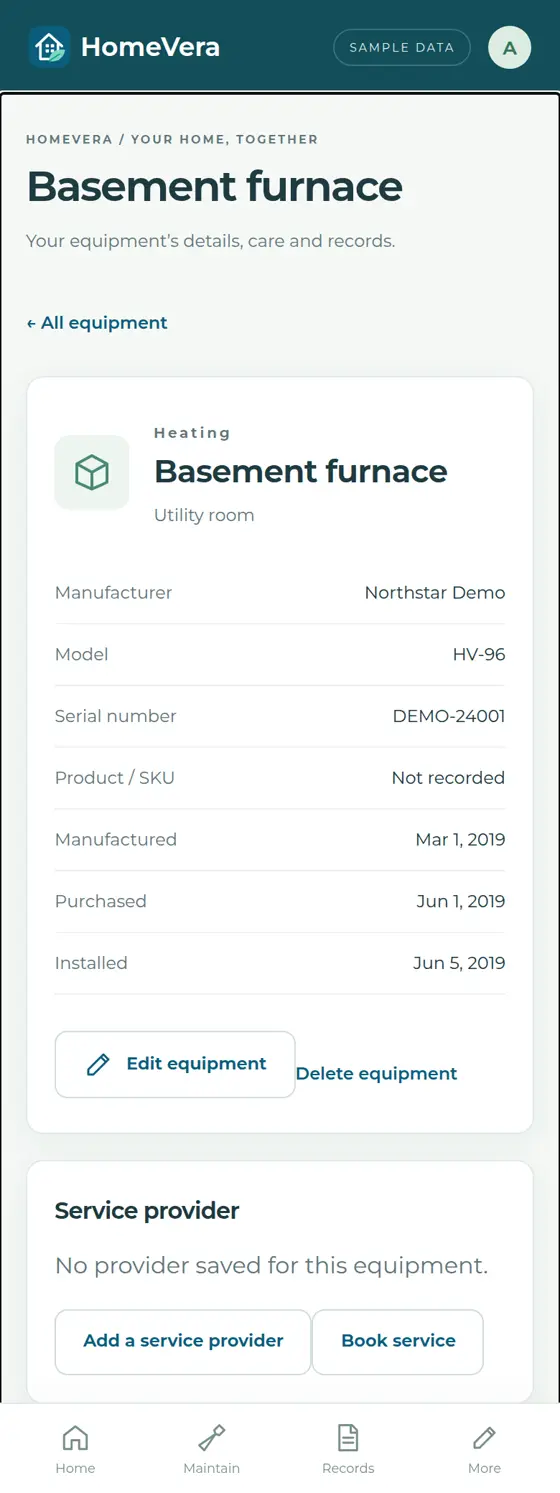 HomeVera
SAMPLE DATA
A
HOMEVERA / YOUR HOME, TOGETHER
Basement furnace
Your equipment's details, care and records.
← All equipment
Heating
Basement furnace
Utility room
Manufacturer Northstar Demo
Model HV-96
Serial number DEMO-24001
Product / SKU Not recorded
Manufactured Mar 1, 2019
Purchased Jun 1, 2019
Installed Jun 5, 2019
Edit equipment Delete equipment
Service provider
No provider saved for this equipment.
Add a service provider Book service
Home Maintain Records More